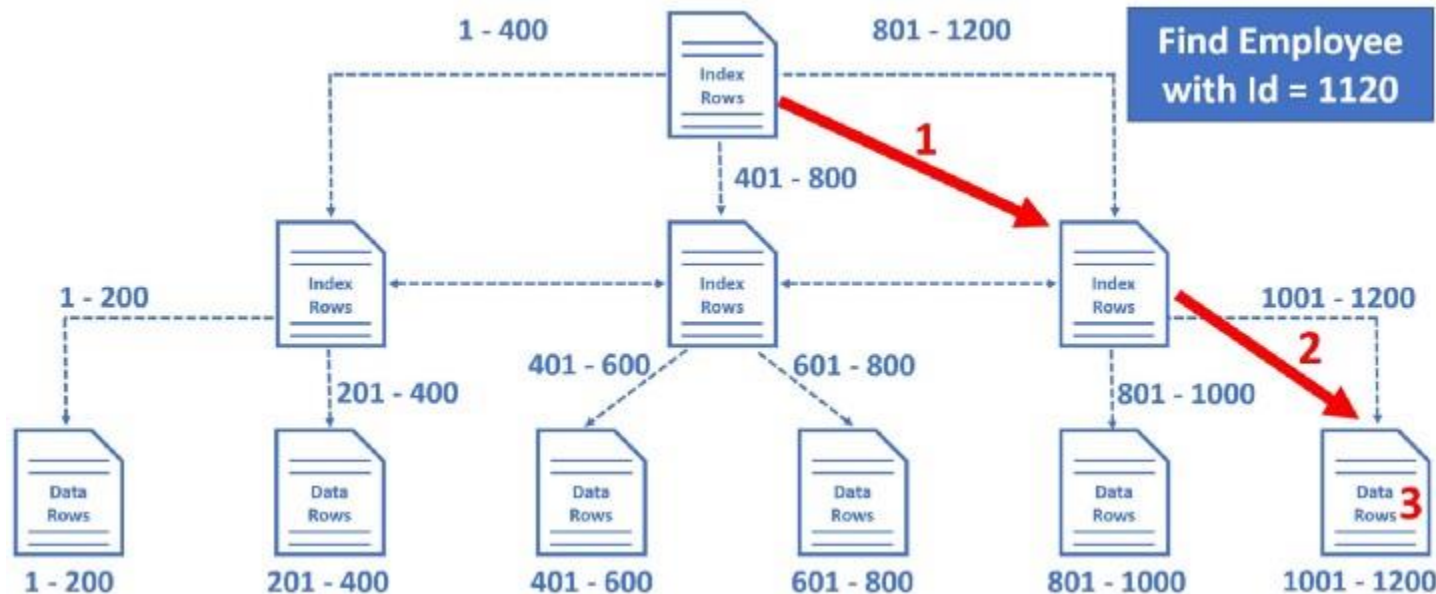 1 - 400
801 - 1200
Find Employee
with Id = 1120
Index
Rows
1
401 - 800
Index
Rows
Index
Rows
Index
Rows
1 - 200
1001 - 1200
2
401 - 600
601 - 800
201 - 400
801 - 1000
Data
Rows
Data
Rows
Data
Rows
Data
Rows
Data
Rows
Data
Rows
3
1 - 200
201 - 400
401 - 600
601 - 800
801 - 1000
1001 - 1200